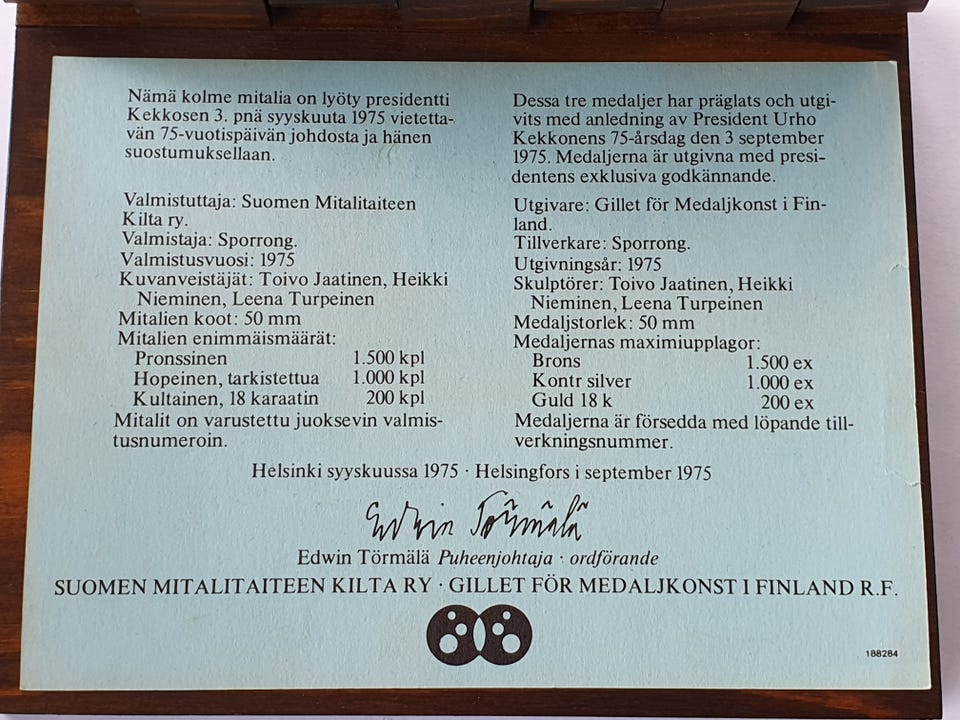 Nämä kolme mitalia on lyöty presidentti
Kekkosen 3. pnä syyskuuta 1975 vietettä-
vän 75-vuotispäivän johdosta ja hänen
suostumuksellaan.
Valmistuttaja: Suomen Mitalitaiteen
Kilta ry.
Valmistaja: Sporrong.
Valmistusvuosi: 1975
Kuvanveistäjät: Toivo Jaatinen, Heikki
Nieminen, Leena Turpeinen
Mitalien koot: 50 mm
Mitalien enimmäismäärät:
Pronssinen 1.500 kpl
Hopeinen, tarkistettua 1.000 kpl
Kultainen, 18 karaatin 200 kpl
Mitalit on varustettu juoksevin valmis-
tusnumeroin.
Dessa tre medaljer har präglats och utgi-
vits med anledning av President Urho
Kekkonens 75-årsdag den 3 september
1975. Medaljerna är utgivna med presi-
dentens exklusiva godkännande.
Utgivare: Gillet för Medaljkonst i Fin-
land.
Tillverkare: Sporrong.
Utgivningsår: 1975
Skulptörer: Toivo Jaatinen, Heikki
Nieminen, Leena Turpeinen
Medaljstorlek: 50 mm
Medaljernas maximiupplagor:
Brons 1.500 ex
Kontr silver 1.000 ex
Guld 18 k 200 ex
Medaljerna är försedda med löpande till-
verkningsnummer.
Helsinki syyskuussa 1975 · Helsingfors i september 1975
Edwin Törmälä
Edwin Törmälä Puheenjohtaja · ordförande
SUOMEN MITALITAITEEN KILTA RY · GILLET FÖR MEDALJKONST I FINLAND R.F.
188284